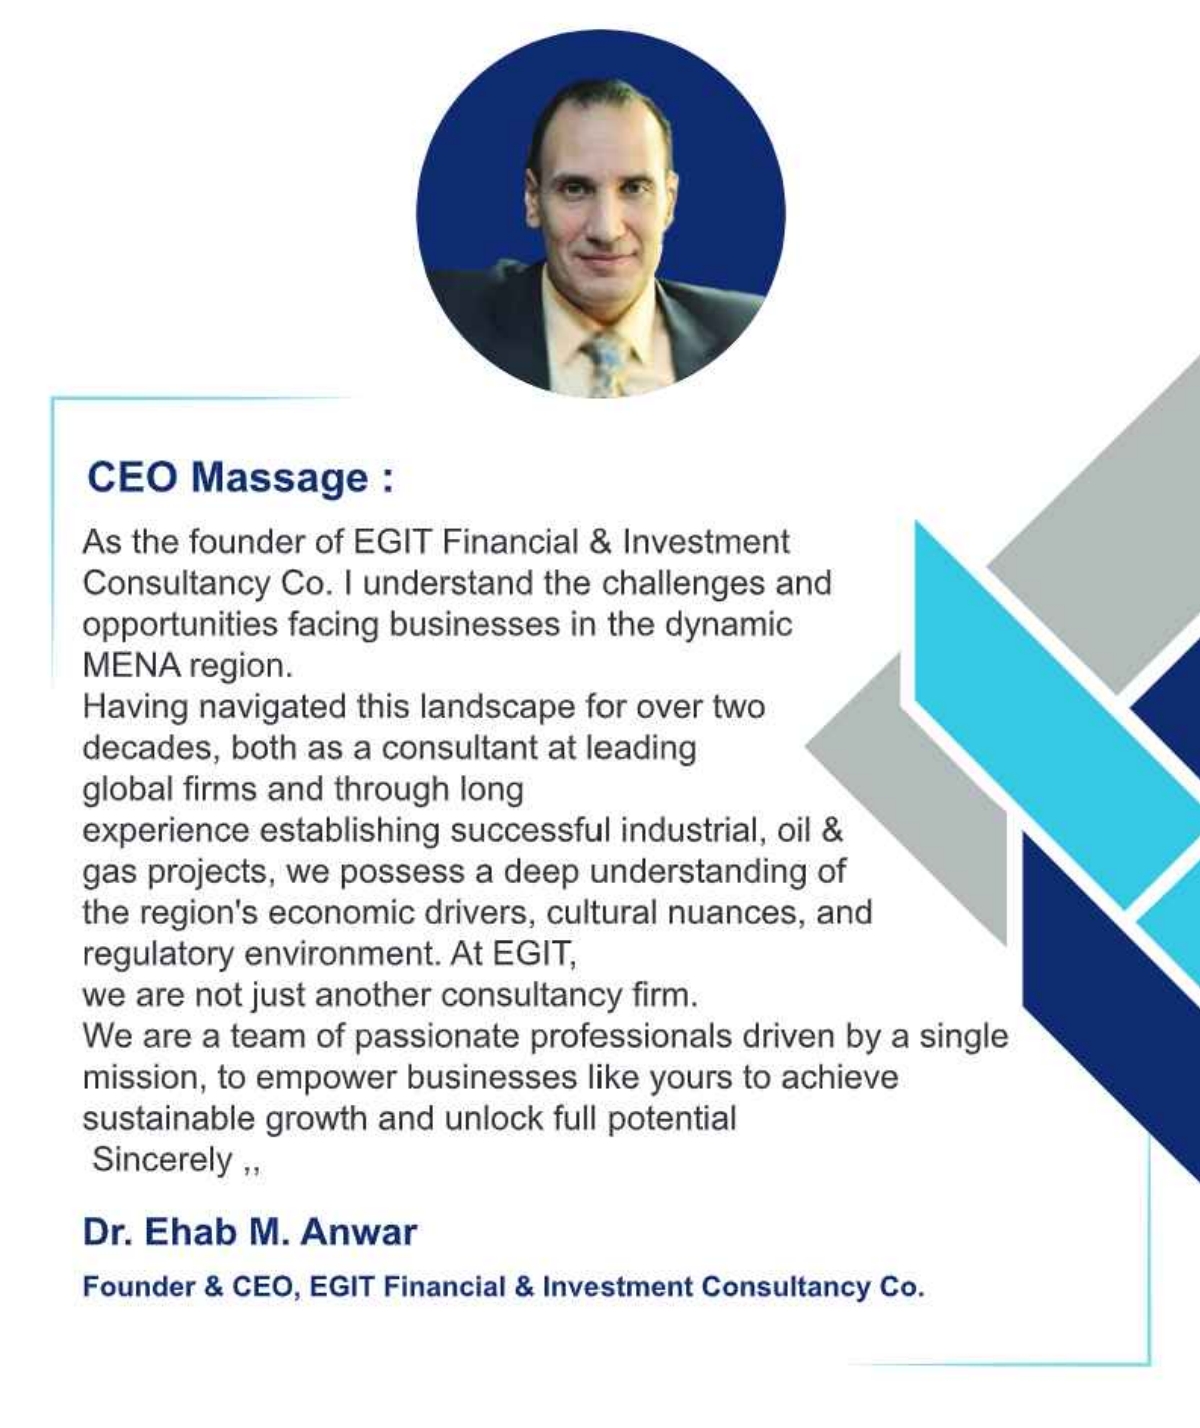 CEO Massage :
As the founder of EGIT Financial & Investment
Consultancy Co. I understand the challenges and
opportunities facing businesses in the dynamic
MENA region.
Having navigated this landscape for over two
decades, both as a consultant at leading
global firms and through long
experience establishing successful industrial, oil &
gas projects, we possess a deep understanding of
the region's economic drivers, cultural nuances, and
regulatory environment. At EGIT,
we are not just another consultancy firm.
We are a team of passionate professionals driven by a single
mission, to empower businesses like yours to achieve
sustainable growth and unlock full potential
Sincerely ,,
Dr. Ehab M. Anwar
Founder & CEO, EGIT Financial & Investment Consultancy Co.